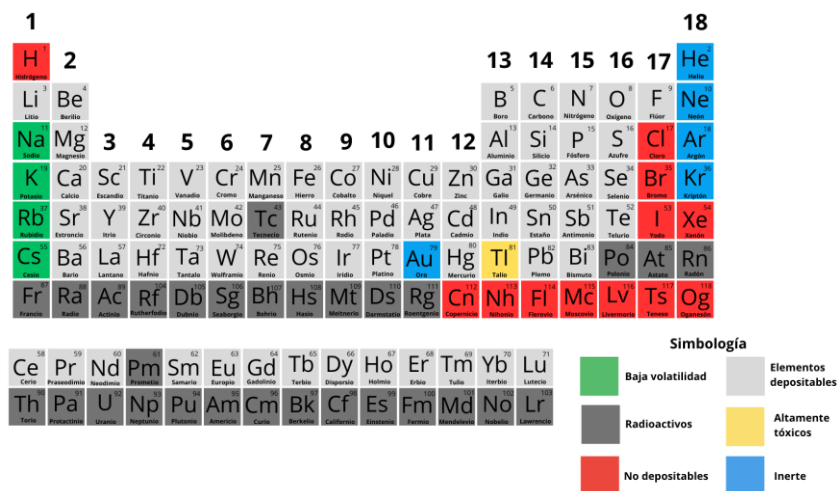 1 18
1
H 2 13 14 15 16 17 He
2
Hidrógeno Helio
3 4 5 6 7 8 9 10
Li Be B C N O F Ne
Litio Berilio Boro Carbono Nitrógeno Oxígeno Flúor Neón
11 12 13 14 15 16 17 18
Na Mg 3 4 5 6 7 8 9 10 11 12 Al Si P S Cl Ar
Sodio Magnesio Aluminio Silicio Fósforo Azufre Cloro Argón
19 20 21 22 23 24 25 26 27 28 29 30 31 32 33 34 35 36
K Ca Sc Ti V Cr Mn Fe Co Ni Cu Zn Ga Ge As Se Br Kr
Potasio Calcio Escandio Titanio Vanadio Cromo Manganeso Hierro Cobalto Niquel Cobre Zinc Galio Germanio Arsénico Selenio Bromo Kriptón
37 38 39 40 41 42 43 44 45 46 47 48 49 50 51 52 53 54
Rb Sr Y Zr Nb Mo Tc Ru Rh Pd Ag Cd In Sn Sb Te I Xe
Rubidio Estroncio Itrio Circonio Niobio Molibdeno Tecnecio Rutenio Rodio Paladio Plata Cadmio Indio Estaño Antimonio Telurio Yodo Xenón
55 56 57 72 73 74 75 76 77 78 79 80 81 82 83 84 85 86
Cs Ba La Hf Ta W Re Os Ir Pt Au Hg Tl Pb Bi Po At Rn
Cesio Bario Lantano Hafnio Tantalo Wolframio Renio Osmio Iridio Platino Oro Mercurio Talio Plomo Bismuto Polonio Astato Radón
87 88 89 104 105 106 107 108 109 110 111 112 113 114 115 116 117 118
Fr Ra Ac Rf Db Sg Bh Hs Mt Ds Rg Cn Nh Fl Mc Lv Ts Og
Francio Radio Actinio Rutherfodio Dubnio Seaborgio Bohrio Hasio Meitnerio Darmstatio Roentgenio Copernicio Nihonio Flerovio Moscovio Livermorio Teneso Oganesón
58 59 60 61 62 63 64 65 66 67 68 69 70 71
Ce Pr Nd Pm Sm Eu Gd Tb Dy Ho Er Tm Yb Lu
Cerio Praseodimio Neodimio Prometio Samario Europio Gadolinio Terbio Disporsio Holmio Erbio Tulio Iterbio Lutecio
90 91 92 93 94 95 96 97 98 99 100 101 102 103
Th Pa U Np Pu Am Cm Bk Cf Es Fm Md No Lr
Torio Protactinio Uranio Neptunio Plutonio Americio Curio Berkelio Californio Einstenio Fermio Mendelevio Nobelio Lawrencio
Simbología
Baja volatilidad
Elementos
depositables
Radioactivos
Altamente
tóxicos
No depositables
Inerte